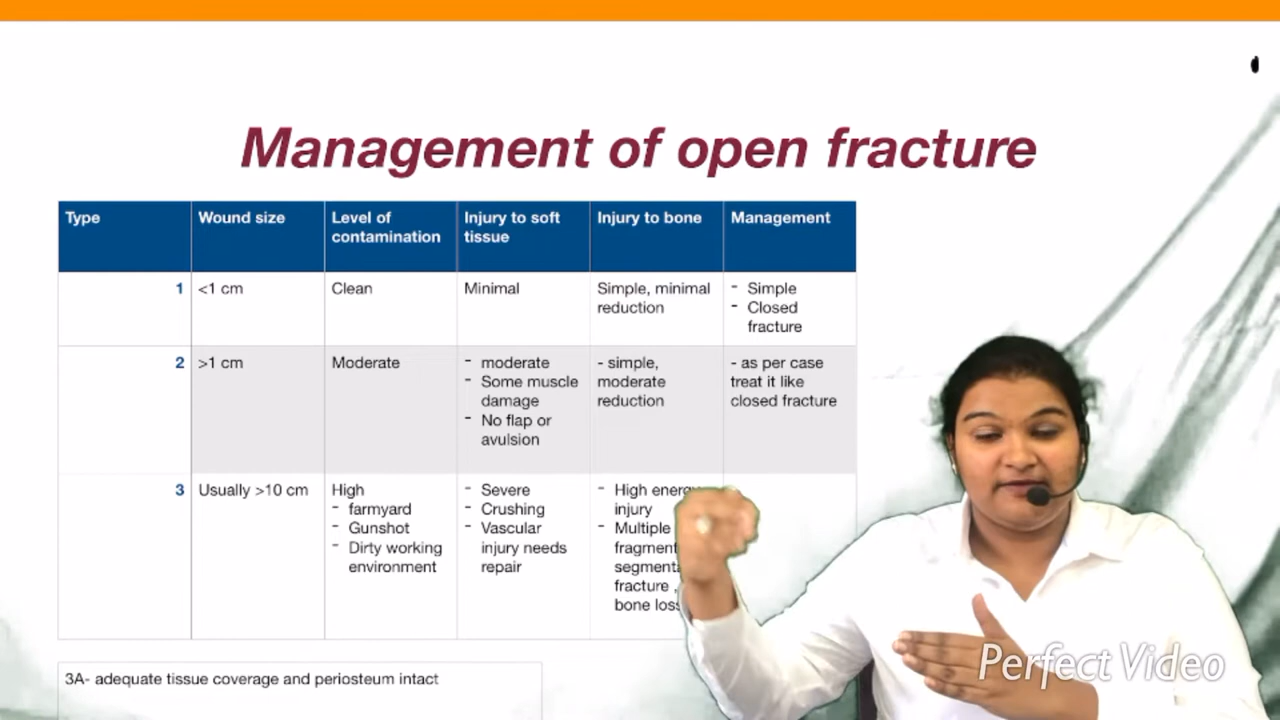 Management of open fracture
Type
Wound size
Level of
contamination
Injury to soft
tissue
Injury to bone
Management
1
<1 cm
Clean
Minimal
Simple, minimal
reduction
- Simple
- Closed
fracture
2
>1 cm
Moderate
- moderate
- Some muscle
damage
- No flap or
avulsion
- simple,
moderate
reduction
- as per case
treat it like
closed fracture
3
Usually >10 cm
High
- farmyard
- Gunshot
- Dirty working
environment
- Severe
- Crushing
- Vascular
injury needs
repair
- High energy
injury
- Multiple
fragment
fracture ,
bone loss
3A- adequate tissue coverage and periosteum intact
Perfect Video